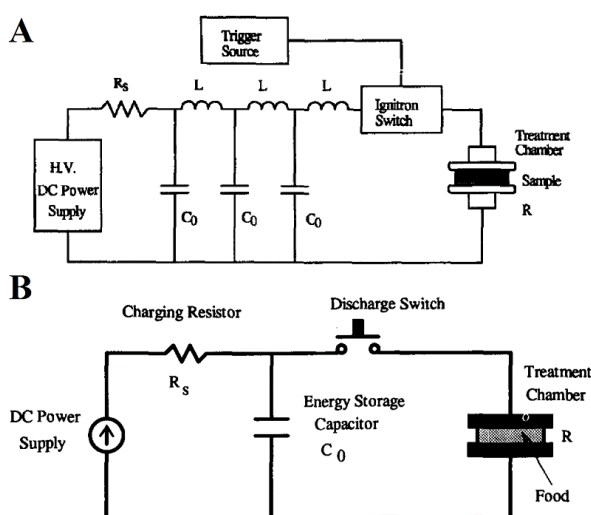 A
Trigger
Source
Rs
L
L
L
Ignitron
Switch
H.V.
DC Power
Supply
C0
C0
C0
Treatment
Chamber
Sample
R
B
Charging Resistor
Discharge Switch
RS
DC Power
Supply
Energy Storage
Capacitor
C0
Treatment
Chamber
R
Food